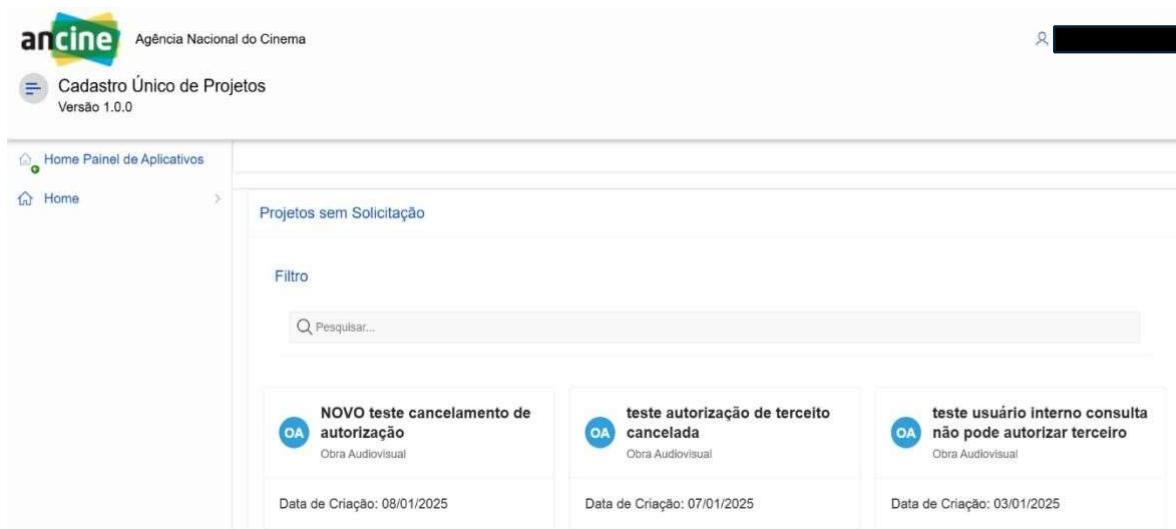 ancine
Agência Nacional do Cinema
Cadastro Único de Projetos
Versão 1.0.0
Home Painel de Aplicativos
Home
Projetos sem Solicitação
Filtro
Pesquisar...
OA
NOVO teste cancelamento de
autorização
Obra Audiovisual
Data de Criação: 08/01/2025
OA
teste autorização de terceito
cancelada
Obra Audiovisual
Data de Criação: 07/01/2025
OA
teste usuário interno consulta
não pode autorizar terceiro
Obra Audiovisual
Data de Criação: 03/01/2025